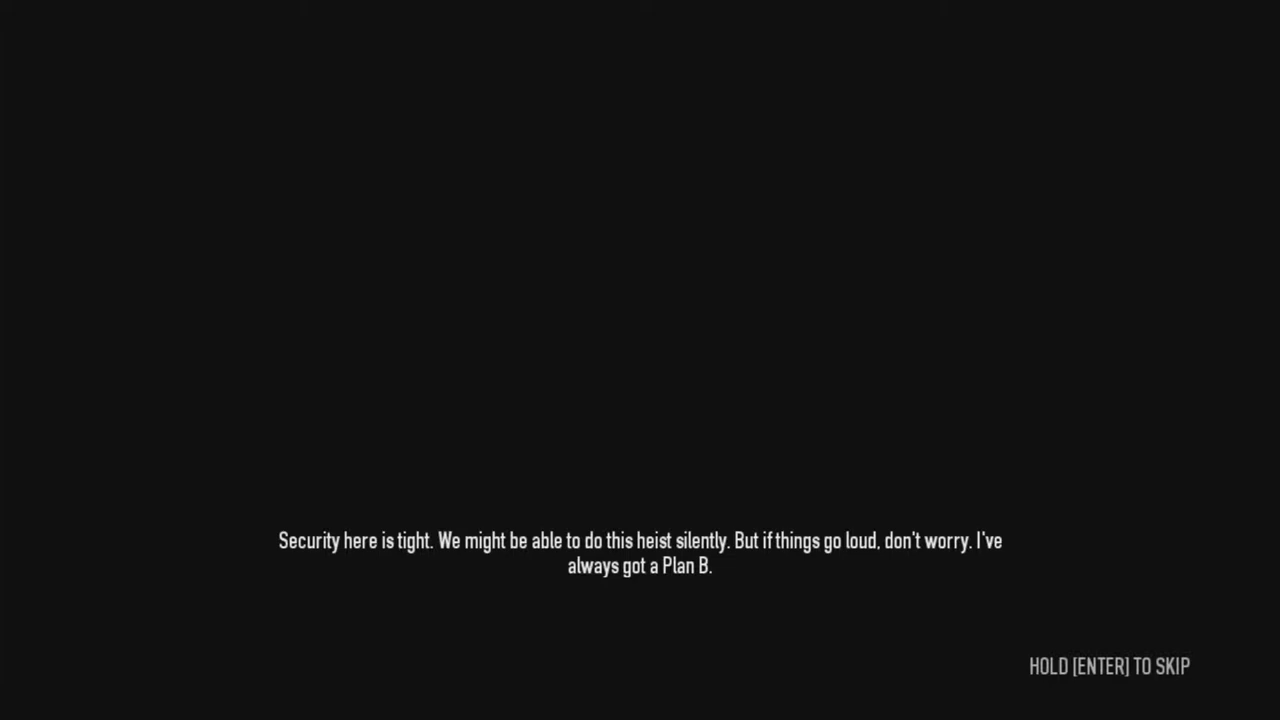 Security here is tight. We might be able to do this heist silently. But if things go loud, don't worry. I've
always got a Plan B.
HOLD [ENTER] TO SKIP